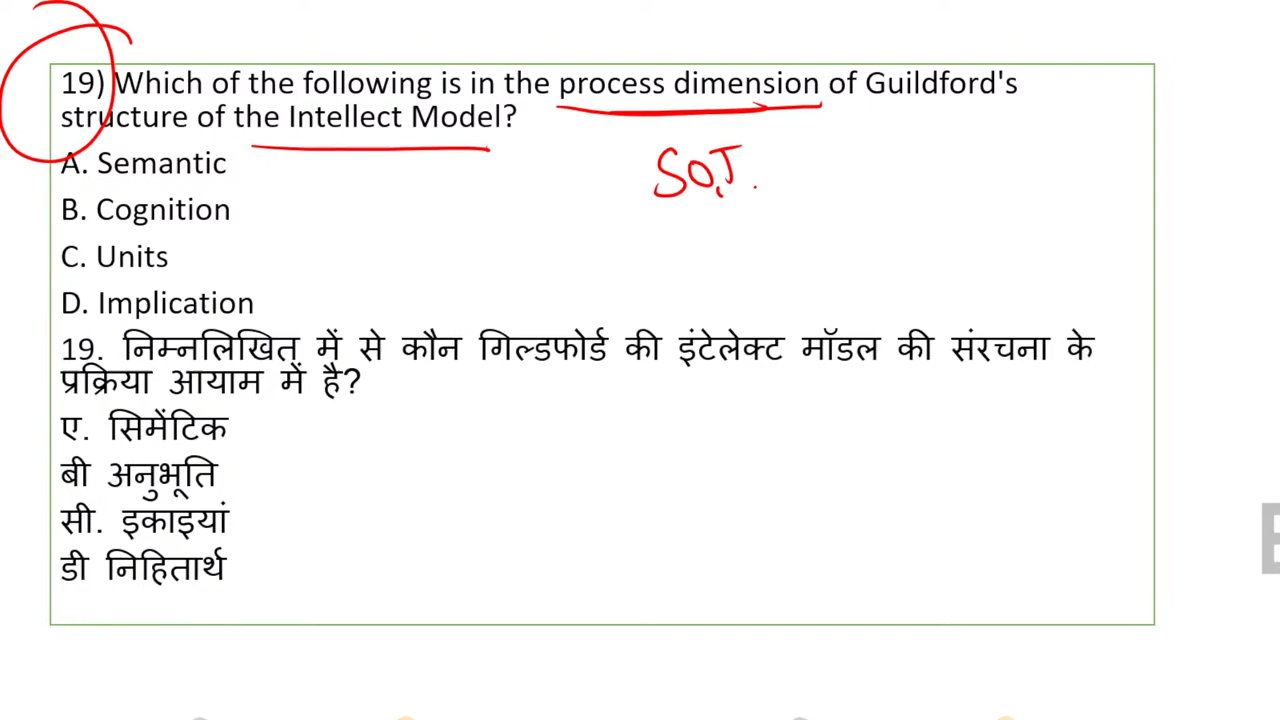 19) Which of the following is in the process dimension of Guildford's
structure of the Intellect Model?
SOI
A. Semantic
B. Cognition
C. Units
D. Implication
19. निम्नलिखित में से कौन गिल्डफोर्ड की इंटेलेक्ट मॉडल की संरचना के
प्रक्रिया आयाम में है?
ए. सिमेंटिक
बी अनुभूति
सी. इकाइयां
डी निहितार्थ